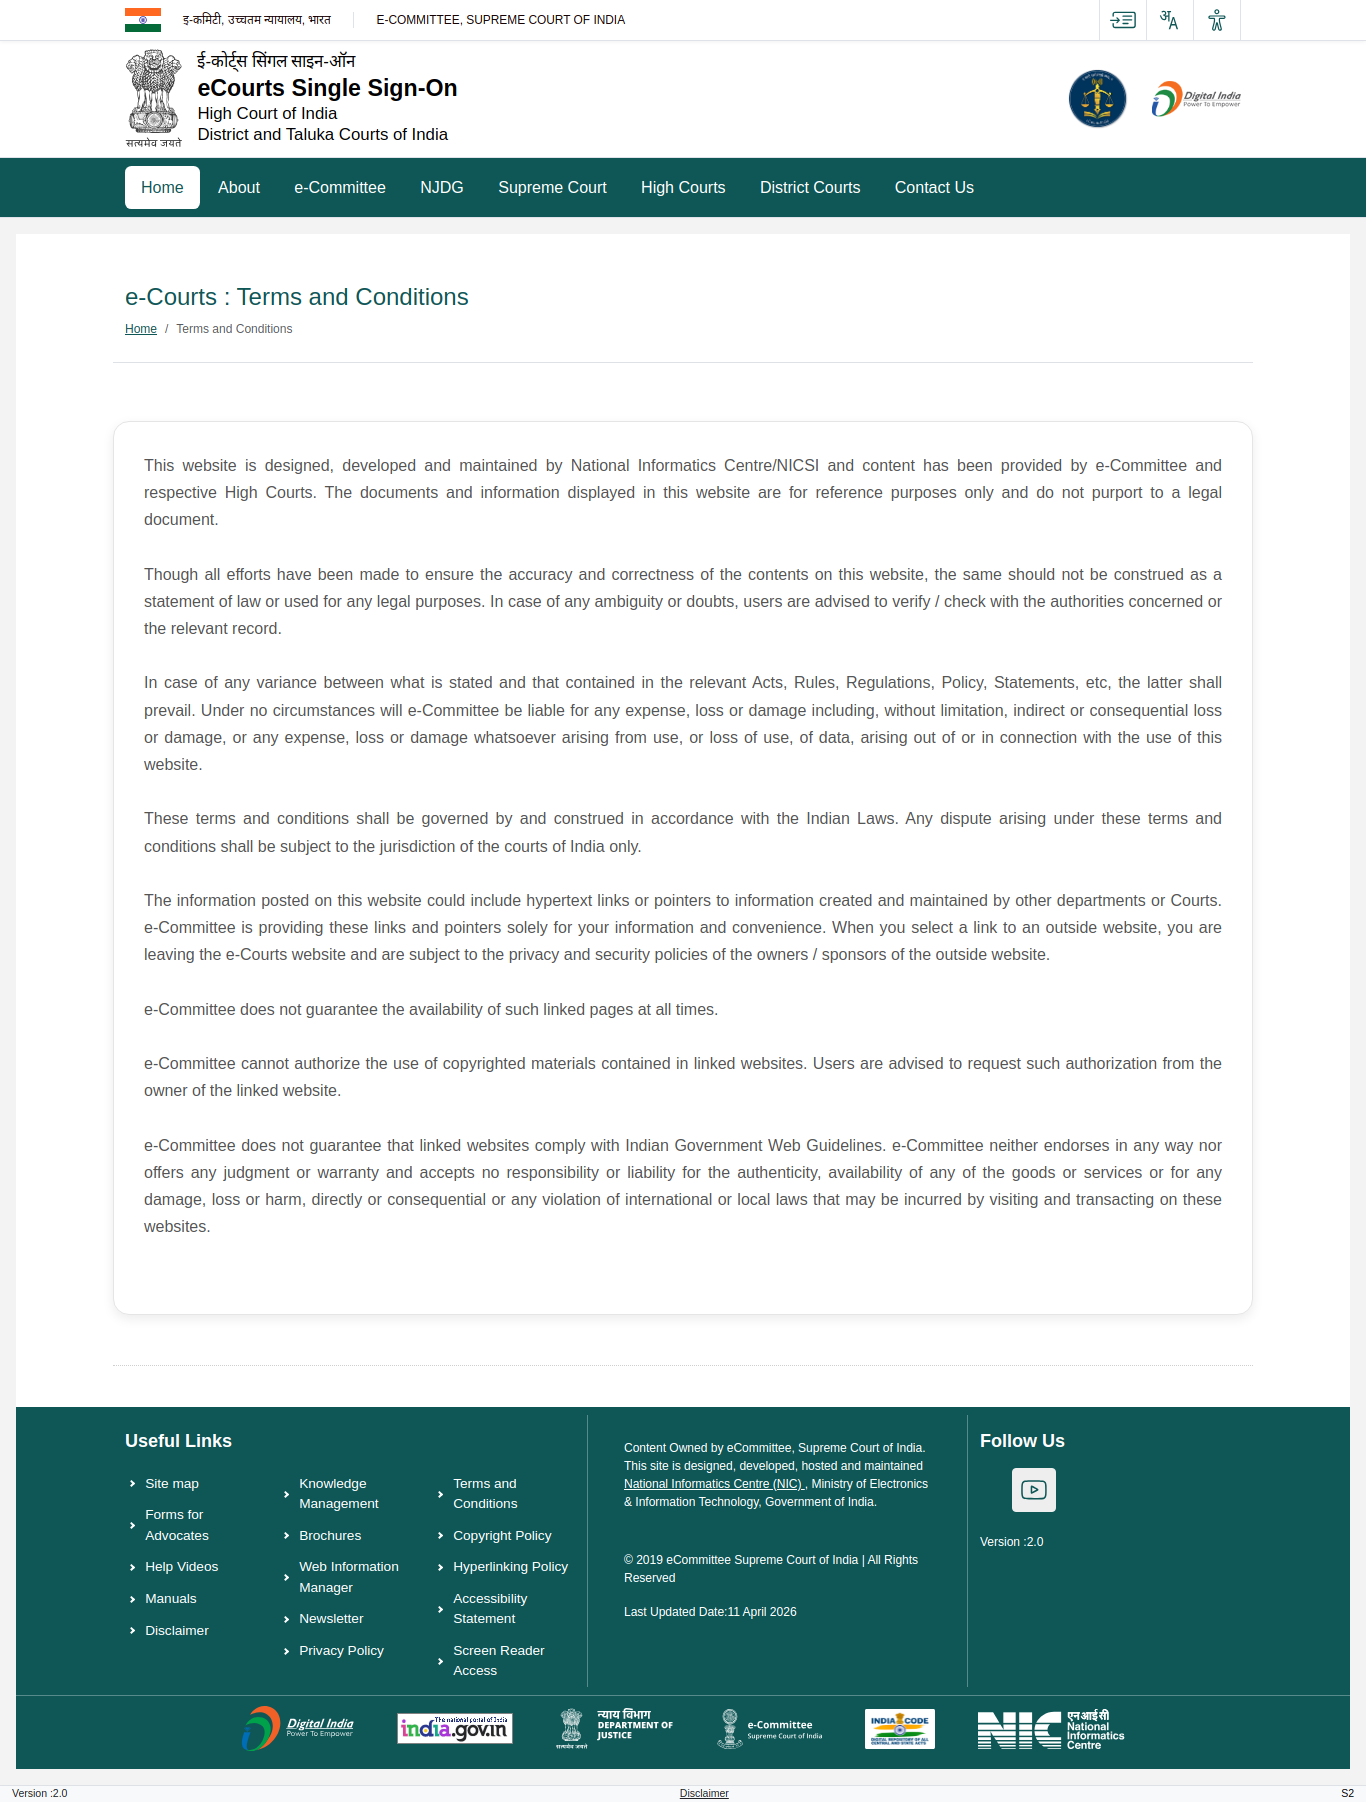 इ-कमिटी, उच्चतम न्यायालय, भारत
E-COMMITTEE, SUPREME COURT OF INDIA
अ A
ई-कोर्ट्स सिंगल साइन-ऑन
eCourts Single Sign-On
High Court of India
District and Taluka Courts of India
सत्यमेव जयते
Digital India
Power To Empower
Home About e-Committee NJDG Supreme Court High Courts District Courts Contact Us
e-Courts : Terms and Conditions
Home / Terms and Conditions
This website is designed, developed and maintained by National Informatics Centre/NICSI and content has been provided by e-Committee and
respective High Courts. The documents and information displayed in this website are for reference purposes only and do not purport to a legal
document.
Though all efforts have been made to ensure the accuracy and correctness of the contents on this website, the same should not be construed as a
statement of law or used for any legal purposes. In case of any ambiguity or doubts, users are advised to verify / check with the authorities concerned or
the relevant record.
In case of any variance between what is stated and that contained in the relevant Acts, Rules, Regulations, Policy, Statements, etc, the latter shall
prevail. Under no circumstances will e-Committee be liable for any expense, loss or damage including, without limitation, indirect or consequential loss
or damage, or any expense, loss or damage whatsoever arising from use, or loss of use, of data, arising out of or in connection with the use of this
website.
These terms and conditions shall be governed by and construed in accordance with the Indian Laws. Any dispute arising under these terms and
conditions shall be subject to the jurisdiction of the courts of India only.
The information posted on this website could include hypertext links or pointers to information created and maintained by other departments or Courts.
e-Committee is providing these links and pointers solely for your information and convenience. When you select a link to an outside website, you are
leaving the e-Courts website and are subject to the privacy and security policies of the owners / sponsors of the outside website.
e-Committee does not guarantee the availability of such linked pages at all times.
e-Committee cannot authorize the use of copyrighted materials contained in linked websites. Users are advised to request such authorization from the
owner of the linked website.
e-Committee does not guarantee that linked websites comply with Indian Government Web Guidelines. e-Committee neither endorses in any way nor
offers any judgment or warranty and accepts no responsibility or liability for the authenticity, availability of any of the goods or services or for any
damage, loss or harm, directly or consequential or any violation of international or local laws that may be incurred by visiting and transacting on these
websites.
Useful Links
Site map
Forms for
Advocates
Help Videos
Manuals
Disclaimer
Knowledge
Management
Brochures
Web Information
Manager
Newsletter
Privacy Policy
Terms and
Conditions
Copyright Policy
Hyperlinking Policy
Accessibility
Statement
Screen Reader
Access
Content Owned by eCommittee, Supreme Court of India.
This site is designed, developed, hosted and maintained
National Informatics Centre (NIC) , Ministry of Electronics
& Information Technology, Government of India.
© 2019 eCommittee Supreme Court of India | All Rights
Reserved
Last Updated Date:11 April 2026
Follow Us
Version :2.0
Digital India
Power To Empower
The national portal of India
india.gov.in
सत्यमेव जयते
न्याय विभाग
DEPARTMENT OF
JUSTICE
e-Committee
Supreme Court of India
INDIA CODE
DIGITAL REPOSITORY OF ALL
CENTRAL AND STATE ACTS
NIC
एनआईसी
National
Informatics
Centre
Version :2.0 Disclaimer S2